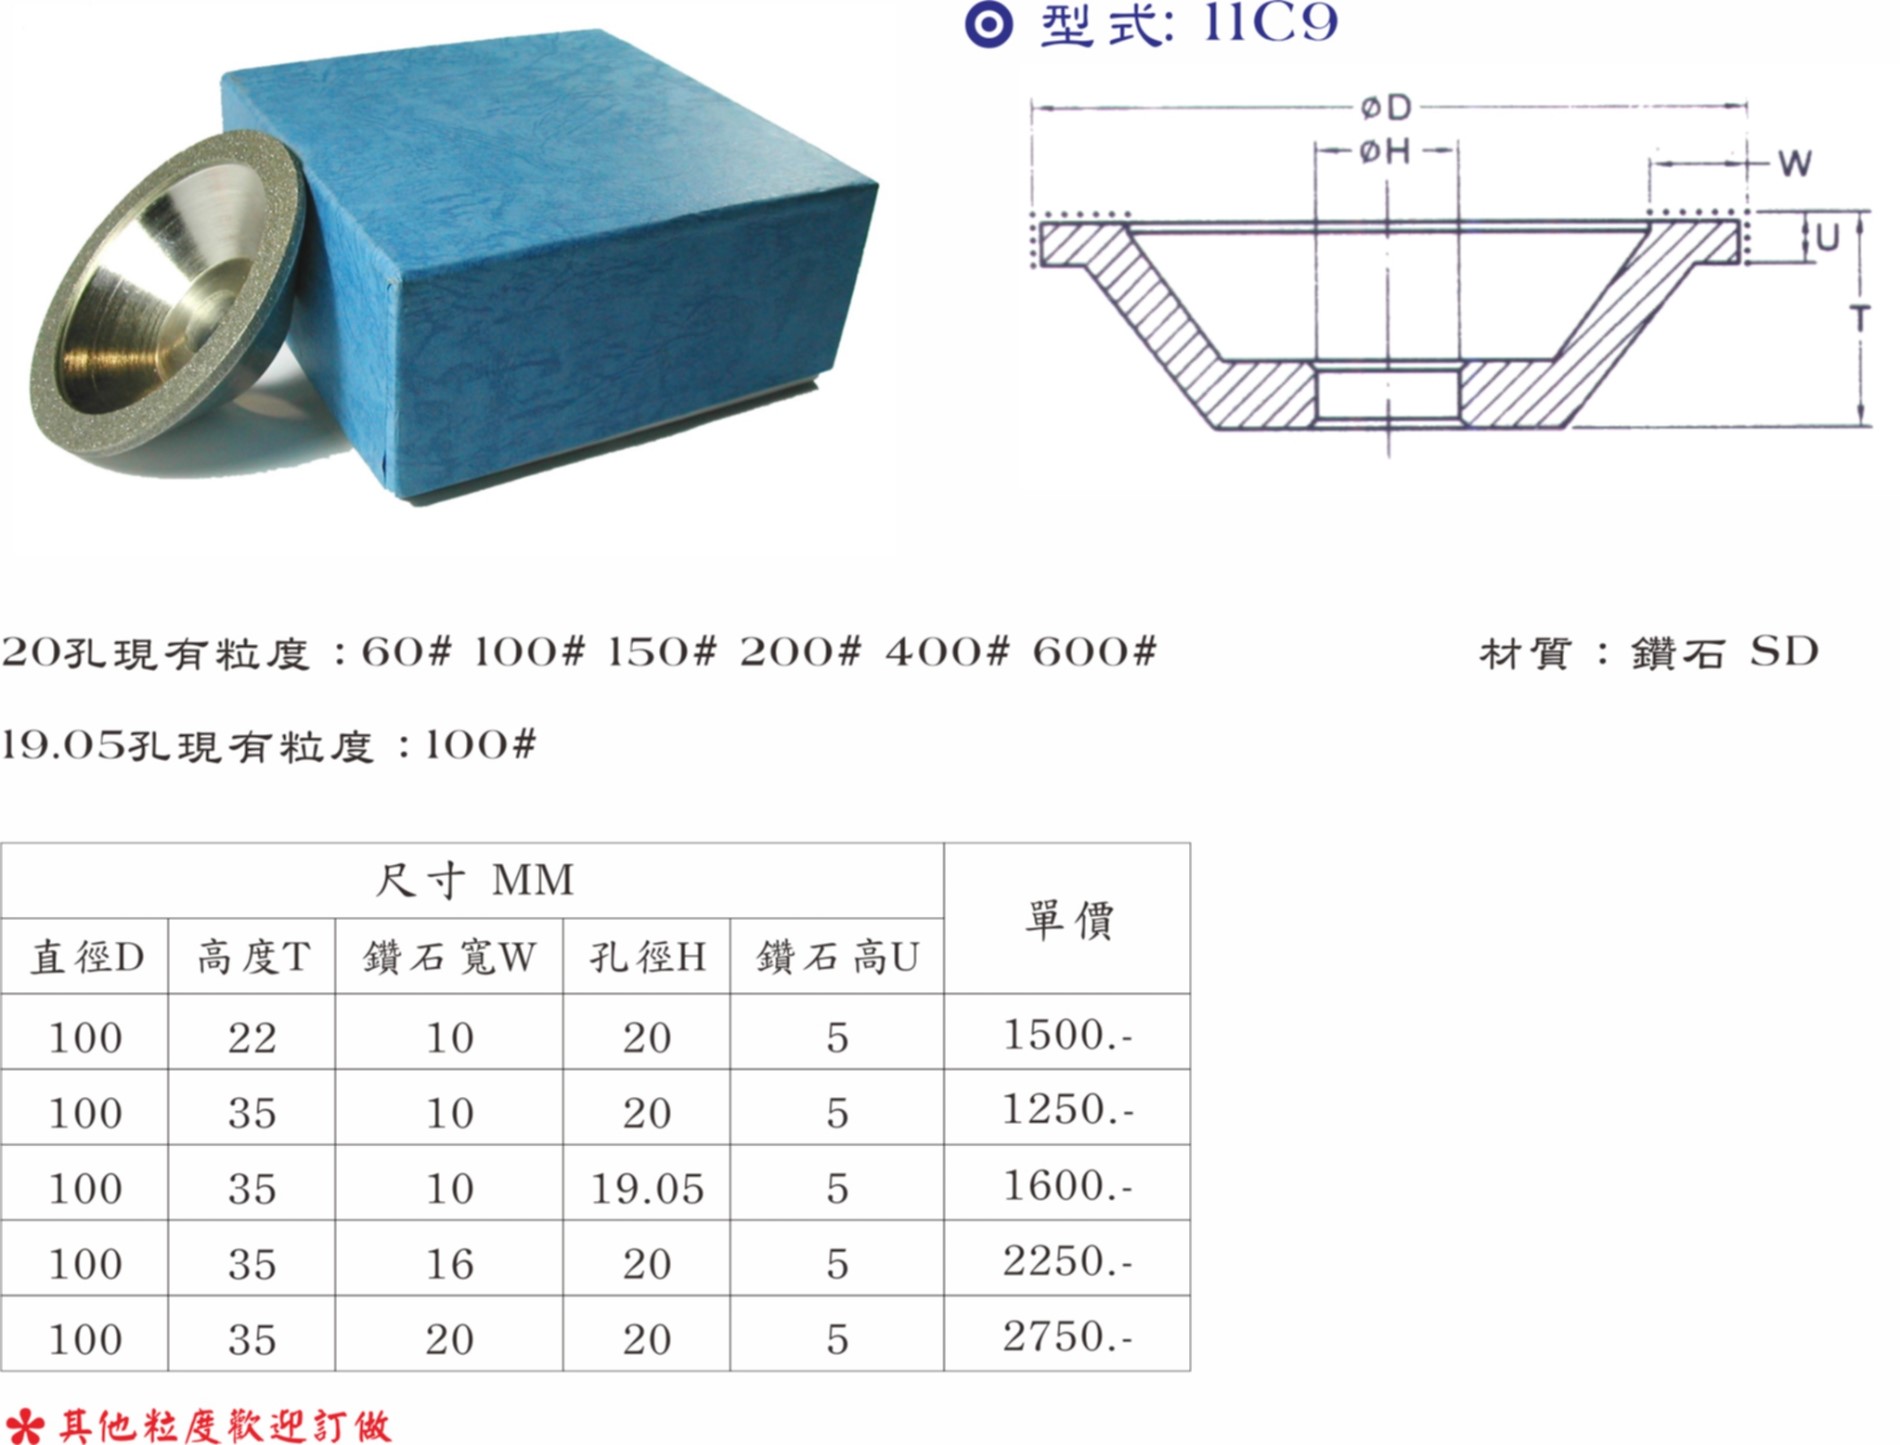 型式: 11C9
øD
øH
W
U
T
20孔現有粒度：60# 100# 150# 200# 400# 600#
材質：鑽石 SD
19.05孔現有粒度：100#
尺寸 MM
單價
直徑D 高度T 鑽石寬W 孔徑H 鑽石高U
100 22 10 20 5 1500.-
100 35 10 20 5 1250.-
100 35 10 19.05 5 1600.-
100 35 16 20 5 2250.-
100 35 20 20 5 2750.-
* 其他粒度歡迎訂做